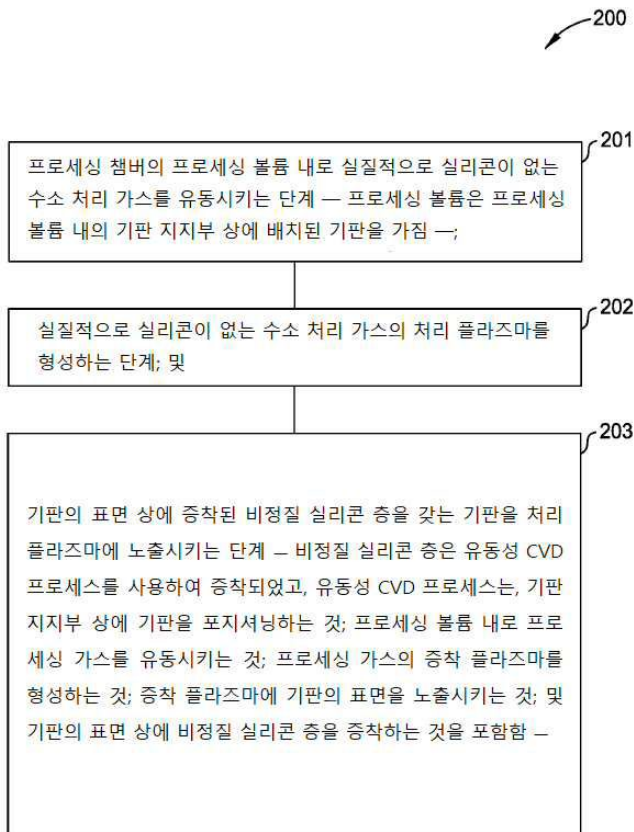 200
201
프로세싱 챔버의 프로세싱 볼륨 내로 실질적으로 실리콘이 없는
수소 처리 가스를 유동시키는 단계 — 프로세싱 볼륨은 프로세싱
볼륨 내의 기판 지지부 상에 배치된 기판을 가짐 —;
202
실질적으로 실리콘이 없는 수소 처리 가스의 처리 플라즈마를
형성하는 단계; 및
203
기판의 표면 상에 증착된 비정질 실리콘 층을 갖는 기판을 처리
플라즈마에 노출시키는 단계 — 비정질 실리콘 층은 유동성 CVD
프로세스를 사용하여 증착되었고, 유동성 CVD 프로세스는, 기판
지지부 상에 기판을 포지셔닝하는 것; 프로세싱 볼륨 내로 프로
세싱 가스를 유동시키는 것; 프로세싱 가스의 증착 플라즈마를
형성하는 것; 증착 플라즈마에 기판의 표면을 노출시키는 것; 및
기판의 표면 상에 비정질 실리콘 층을 증착하는 것을 포함함 —